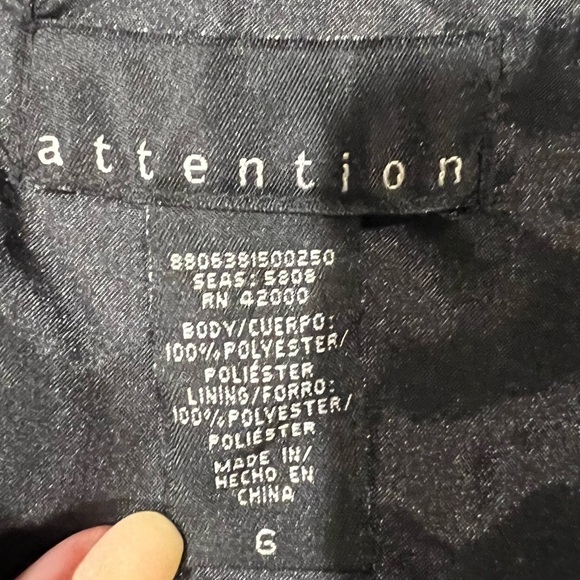 attention
8806381500250
SEAS: S808
RN 42000
BODY/CUERPO:
100% POLYESTER/
POLIÉSTER
LINING/FORRO:
100% POLYESTER/
POLIÉSTER
MADE IN/
HECHO EN
CHINA
6